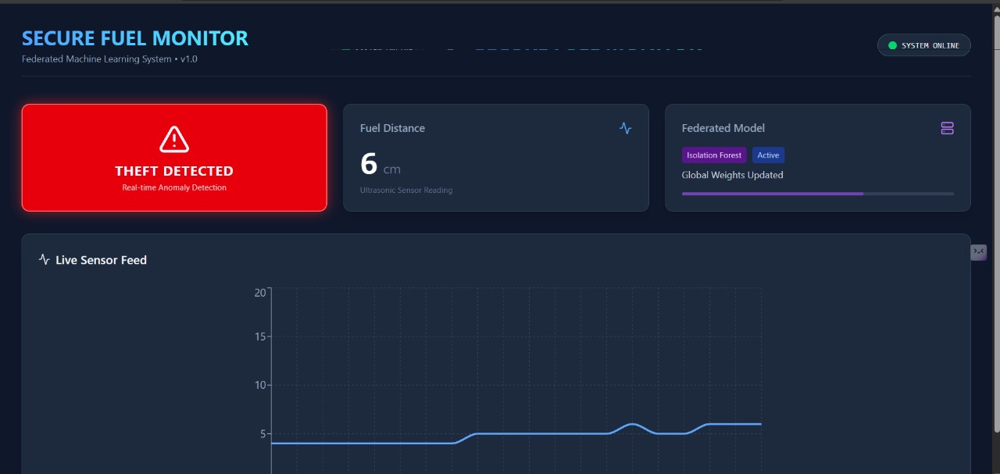 SECURE FUEL MONITOR
Federated Machine Learning System • v1.0
SYSTEM ONLINE
THEFT DETECTED
Real-time Anomaly Detection
Fuel Distance
6 cm
Ultrasonic Sensor Reading
Federated Model
Isolation Forest Active
Global Weights Updated
Live Sensor Feed
20
15
10
5